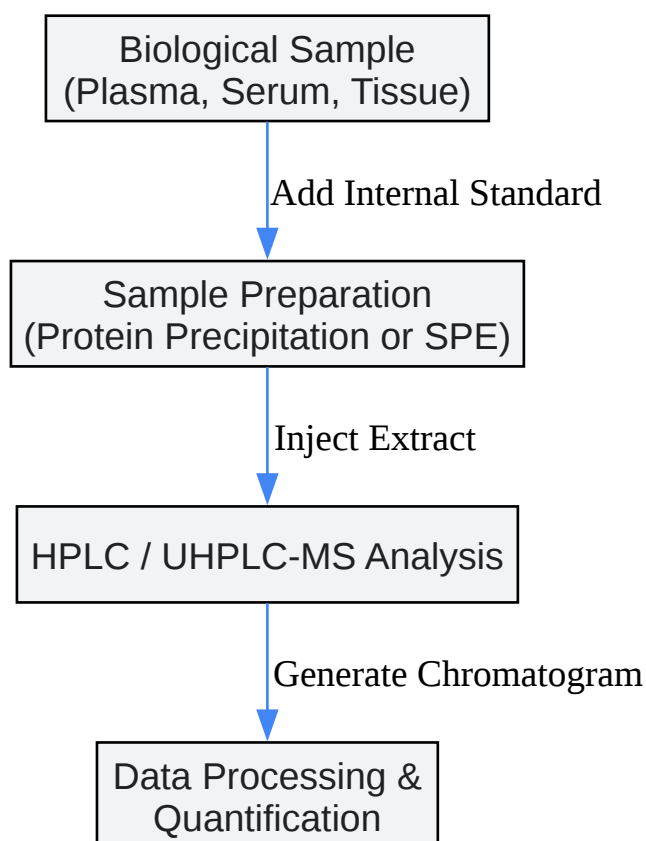 Biological Sample
(Plasma, Serum, Tissue)
Add Internal Standard
Sample Preparation
(Protein Precipitation or SPE)
Inject Extract
HPLC / UHPLC-MS Analysis
Generate Chromatogram
Data Processing &
Quantification